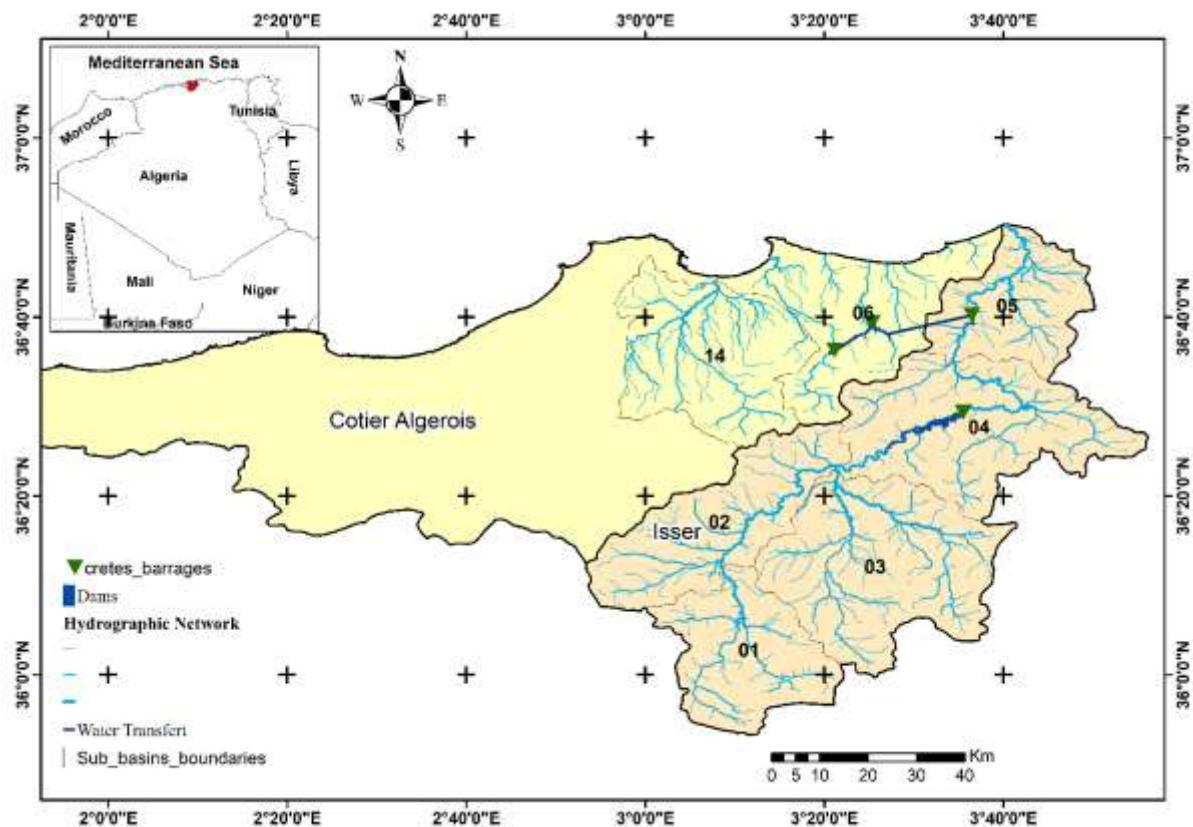 2°0'0"E 2°20'0"E 2°40'0"E 3°0'0"E 3°20'0"E 3°40'0"E
Mediterranean Sea
Morocco
Tunisia
Algeria
Libya
Mauritania
Mali
Niger
Burkina Faso
N
W E
S
37°0'0"N
37°0'0"N
36°40'0"N
36°40'0"N
36°20'0"N
36°20'0"N
36°0'0"N
36°0'0"N
06
05
14
04
Cotier Algerois
02
Isser
03
01
cretes_barrages
Dams
Hydrographic Network
Water Transfert
Sub_basins_boundaries
Km
0 5 10 20 30 40
2°0'0"E 2°20'0"E 2°40'0"E 3°0'0"E 3°20'0"E 3°40'0"E